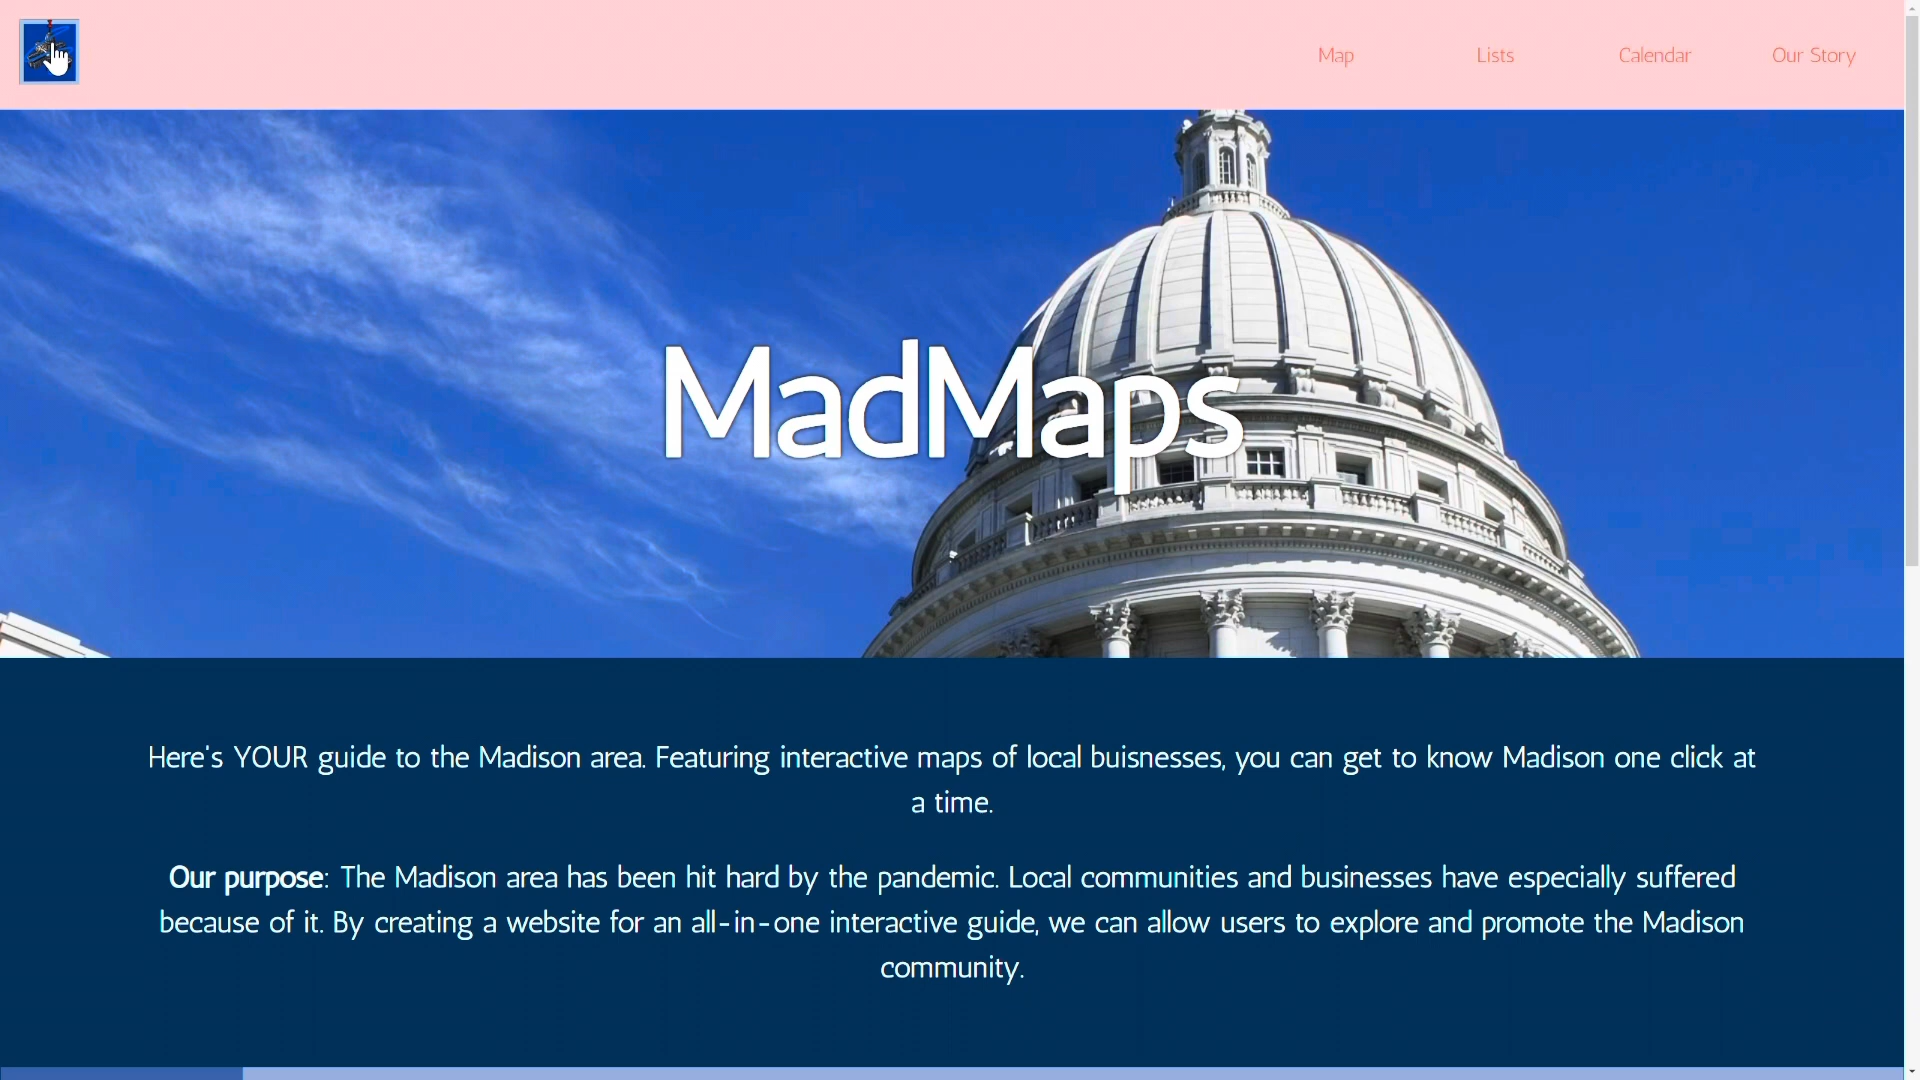 Map Lists Calendar Our Story
MadMaps
Here's YOUR guide to the Madison area. Featuring interactive maps of local buisnesses, you can get to know Madison one click at
a time.
Our purpose: The Madison area has been hit hard by the pandemic. Local communities and businesses have especially suffered
because of it. By creating a website for an all-in-one interactive guide, we can allow users to explore and promote the Madison
community.